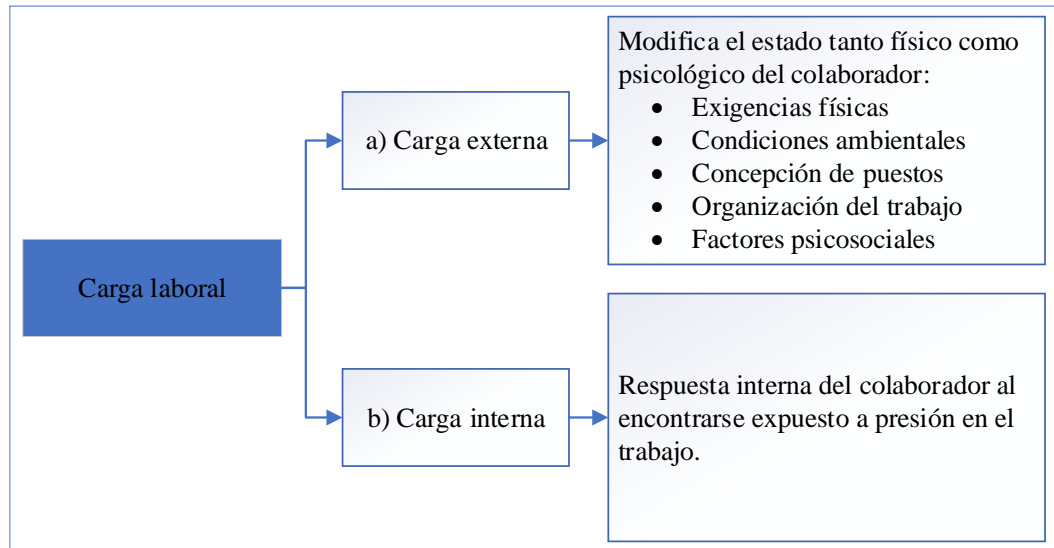 Carga laboral
a) Carga externa
Modifica el estado tanto físico como
psicológico del colaborador:
• Exigencias físicas
• Condiciones ambientales
• Concepción de puestos
• Organización del trabajo
• Factores psicosociales
b) Carga interna
Respuesta interna del colaborador al
encontrarse expuesto a presión en el
trabajo.